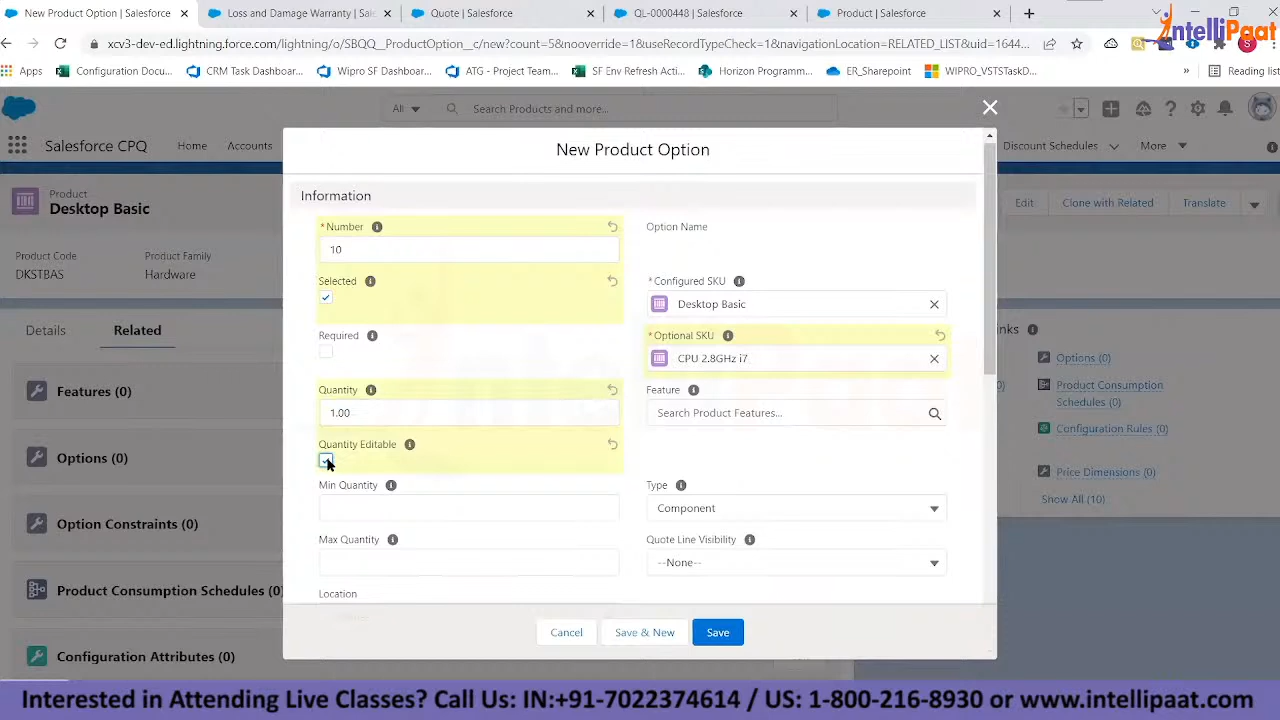 New Product Option | Salesforce
Loss and Damage Warranty | Sale
Quote | Salesforce
QL-0000448 | Salesforce
Product | Salesforce
IntelliPaat
xcv3-dev-ed.lightning.force.com/lightning/o/SBQQ__ProductOptio
override=1&useRecordTyp
1&navigationLocation=RELATED_LIST&uid=1644...
Apps
Configuration Docu...
CRM Task Dashboar...
Wipro SF Dashboar...
ATG - Project Team...
SF Env Refresh Acti...
Horizon Programm...
ER_Sharepoint
WIPRO_VSTSTaskD...
»
Reading list
All
Search Products and more...
Salesforce CPQ
Home
Accounts
Discount Schedules
More
Product
Desktop Basic
Edit
Clone with Related
Translate
Product Code
Product Family
DKSTBAS
Hardware
Details
Related
Features (0)
Options (0)
Option Constraints (0)
Product Consumption Schedules (0)
Configuration Attributes (0)
New Product Option
Information
* Number
10
Option Name
Selected
* Configured SKU
Desktop Basic
Required
* Optional SKU
CPU 2.8GHz i7
Quantity
1.00
Feature
Search Product Features...
Quantity Editable
Min Quantity
Type
Component
Max Quantity
Quote Line Visibility
--None--
Location
Cancel
Save & New
Save
inks
Options (0)
Product Consumption
Schedules (0)
Configuration Rules (0)
Price Dimensions (0)
Show All (10)
Interested in Attending Live Classes? Call Us: IN:+91-7022374614 / US: 1-800-216-8930 or www.intellipaat.com